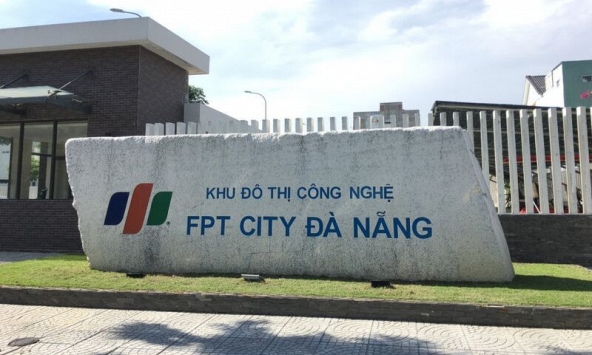 KHU ĐÔ THỊ CÔNG NGHỆ
FPT CITY ĐÀ NẴNG